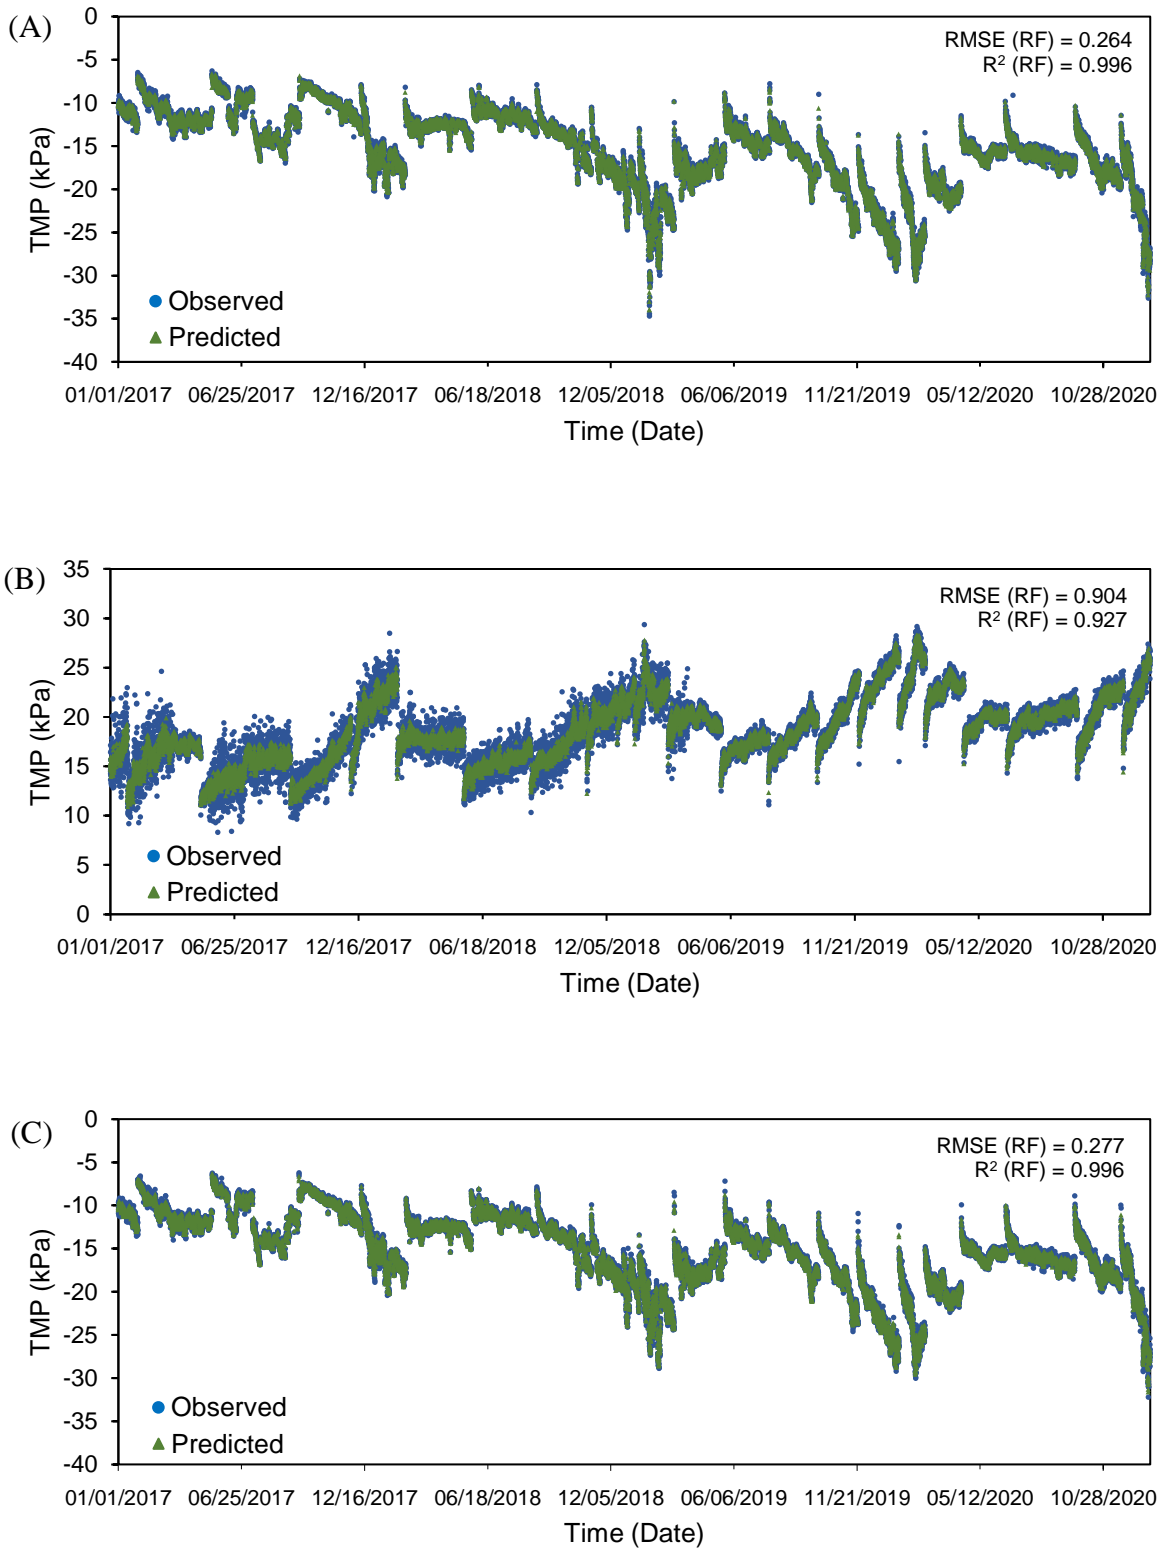 (A)
0
-5
-10
-15
-20
-25
-30
-35
-40
TMP (kPa)
RMSE (RF) = 0.264
R² (RF) = 0.996
Observed
Predicted
01/01/2017 06/25/2017 12/16/2017 06/18/2018 12/05/2018 06/06/2019 11/21/2019 05/12/2020 10/28/2020
Time (Date)
(B)
35
30
25
20
15
10
5
0
TMP (kPa)
RMSE (RF) = 0.904
R² (RF) = 0.927
Observed
Predicted
01/01/2017 06/25/2017 12/16/2017 06/18/2018 12/05/2018 06/06/2019 11/21/2019 05/12/2020 10/28/2020
Time (Date)
(C)
0
-5
-10
-15
-20
-25
-30
-35
-40
TMP (kPa)
RMSE (RF) = 0.277
R² (RF) = 0.996
Observed
Predicted
01/01/2017 06/25/2017 12/16/2017 06/18/2018 12/05/2018 06/06/2019 11/21/2019 05/12/2020 10/28/2020
Time (Date)